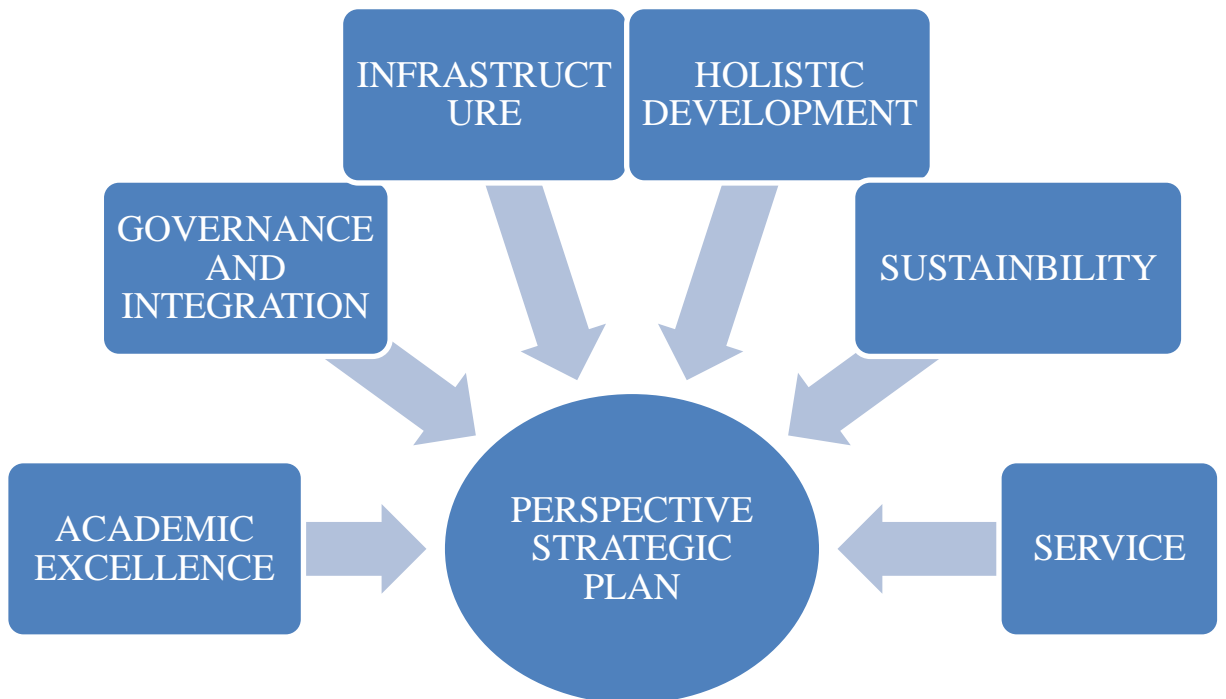 INFRASTRUCT
URE
HOLISTIC
DEVELOPMENT
GOVERNANCE
AND
INTEGRATION
SUSTAINBILITY
ACADEMIC
EXCELLENCE
PERSPECTIVE
STRATEGIC
PLAN
SERVICE